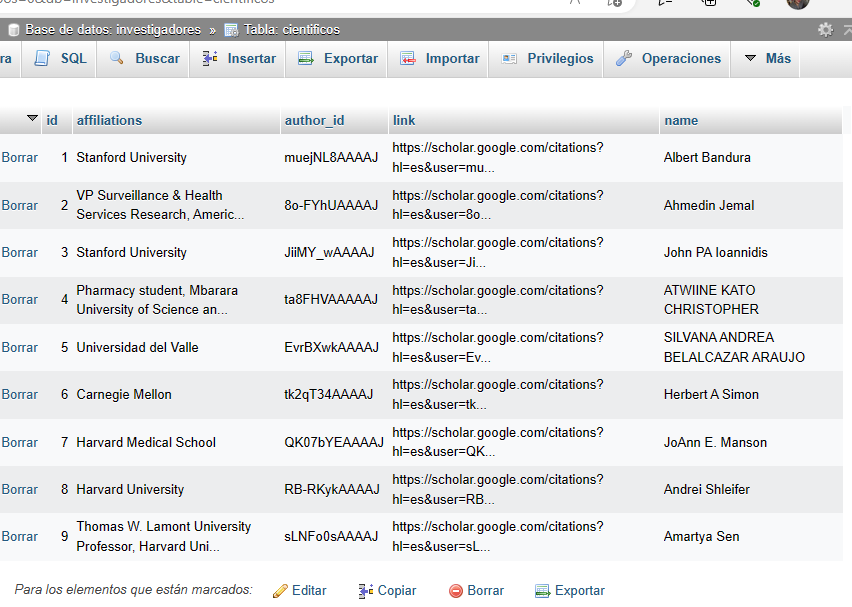 Base de datos: investigadores » Tabla: científicos
SQL Buscar Insertar Exportar Importar Privilegios Operaciones Más
id affiliations author_id link name
Borrar 1 Stanford University muejNL8AAAAJ https://scholar.google.com/citations?
hl=es&user=mu... Albert Bandura
Borrar 2 VP Surveillance & Health
Services Research, Americ... 8o-FYhUAAAAJ https://scholar.google.com/citations?
hl=es&user=8o... Ahmedin Jemal
Borrar 3 Stanford University JiiMY_wAAAAJ https://scholar.google.com/citations?
hl=es&user=Ji... John PA Ioannidis
Borrar 4 Pharmacy student, Mbarara
University of Science an... ta8FHVAAAAAJ https://scholar.google.com/citations?
hl=es&user=ta... ATWIINE KATO
CHRISTOPHER
Borrar 5 Universidad del Valle EvrBXwkAAAAJ https://scholar.google.com/citations?
hl=es&user=Ev... SILVANA ANDREA
BELALCAZAR ARAUJO
Borrar 6 Carnegie Mellon tk2qT34AAAAJ https://scholar.google.com/citations?
hl=es&user=tk... Herbert A Simon
Borrar 7 Harvard Medical School QK07bYEAAAAJ https://scholar.google.com/citations?
hl=es&user=QK... JoAnn E. Manson
Borrar 8 Harvard University RB-RKykAAAAJ https://scholar.google.com/citations?
hl=es&user=RB... Andrei Shleifer
Borrar 9 Thomas W. Lamont University
Professor, Harvard Uni... sLNFo0sAAAAJ https://scholar.google.com/citations?
hl=es&user=sL... Amartya Sen
Para los elementos que están marcados: Editar Copiar Borrar Exportar